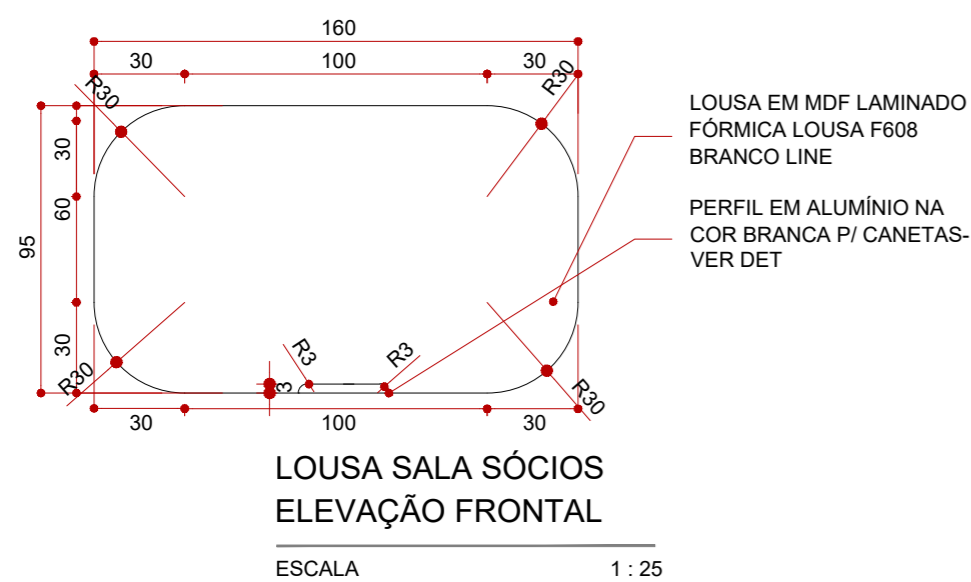 160
30 100 30
R30 R30
30
60
95
30
R30 R3 R3 R30
3
30 100 30
LOUSA EM MDF LAMINADO
FÓRMICA LOUSA F608
BRANCO LINE
PERFIL EM ALUMÍNIO NA
COR BRANCA P/ CANETAS-
VER DET
LOUSA SALA SÓCIOS
ELEVAÇÃO FRONTAL
ESCALA 1 : 25